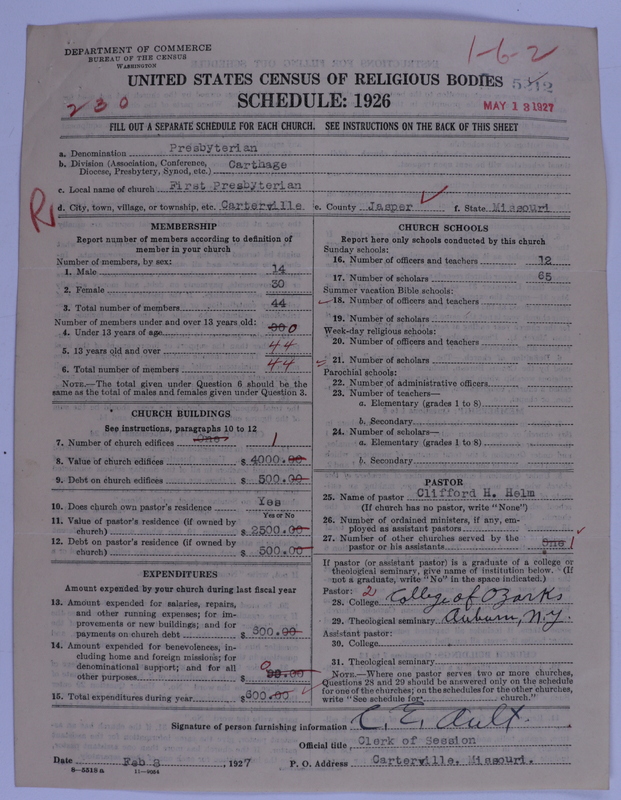 DEPARTMENT OF COMMERCE
BUREAU OF THE CENSUS
WASHINGTON
1-6-2
UNITED STATES CENSUS OF RELIGIOUS BODIES
230
SCHEDULE: 1926
MAY 13 1927
FILL OUT A SEPARATE SCHEDULE FOR EACH CHURCH. SEE INSTRUCTIONS ON THE BACK OF THIS SHEET
a. Denomination Presbyterian
b. Division (Association, Conference, Diocese, Presbytery, Synod, etc.) Carthage
c. Local name of church First Presbyterian
R
d. City, town, village, or township, etc. Carterville e. County Jasper f. State Missouri
MEMBERSHIP
Report number of members according to definition of
member in your church
Number of members, by sex:
1. Male 14
2. Female 30
3. Total number of members 44
Number of members under and over 13 years old:
4. Under 13 years of age 0
5. 13 years old and over 44
6. Total number of members 44
NOTE.—The total given under Question 6 should be the
same as the total of males and females given under Question 3.
CHURCH BUILDINGS
See instructions, paragraphs 10 to 12
7. Number of church edifices One 1
8. Value of church edifices $ 4000.00
9. Debt on church edifices $ 500.00
10. Does church own pastor's residence Yes
Yes or No
11. Value of pastor's residence (if owned by
church) $ 2500.00
12. Debt on pastor's residence (if owned by
church) $ 500.00
EXPENDITURES
Amount expended by your church during last fiscal year
13. Amount expended for salaries, repairs,
and other running expenses; for im-
provements or new buildings; and for
payments on church debt $ 600.00
14. Amount expended for benevolences, in-
cluding home and foreign missions; for
denominational support; and for all
other purposes $ 0 00.00
15. Total expenditures during year $ 600.00
CHURCH SCHOOLS
Report here only schools conducted by this church
Sunday schools:
16. Number of officers and teachers 12
17. Number of scholars 65
Summer vacation Bible schools:
18. Number of officers and teachers
19. Number of scholars
Week-day religious schools:
20. Number of officers and teachers
21. Number of scholars
Parochial schools:
22. Number of administrative officers
23. Number of teachers—
a. Elementary (grades 1 to 8)
b. Secondary
24. Number of scholars—
a. Elementary (grades 1 to 8)
b. Secondary
PASTOR
25. Name of pastor Clifford H. Helm
(If church has no pastor, write "None")
26. Number of ordained ministers, if any, em-
ployed as assistant pastors
27. Number of other churches served by the
pastor or his assistants One 1
If pastor (or assistant pastor) is a graduate of a college or
theological seminary, give name of institution below. (If
not a graduate, write "No" in the space indicated.)
Pastor: 2
28. College College of Ozarks
29. Theological seminary Auburn, N.Y.
Assistant pastor:
30. College
31. Theological seminary
NOTE.—Where one pastor serves two or more churches,
Questions 28 and 29 should be answered only on the schedule
for one of the churches; on the schedules for the other churches,
write "See schedule for church."
Signature of person furnishing information C. E. Ault
Official title Clerk of Session
Date Feb 8, 1927 P. O. Address Carterville, Missouri.
8-5518a 11-9054